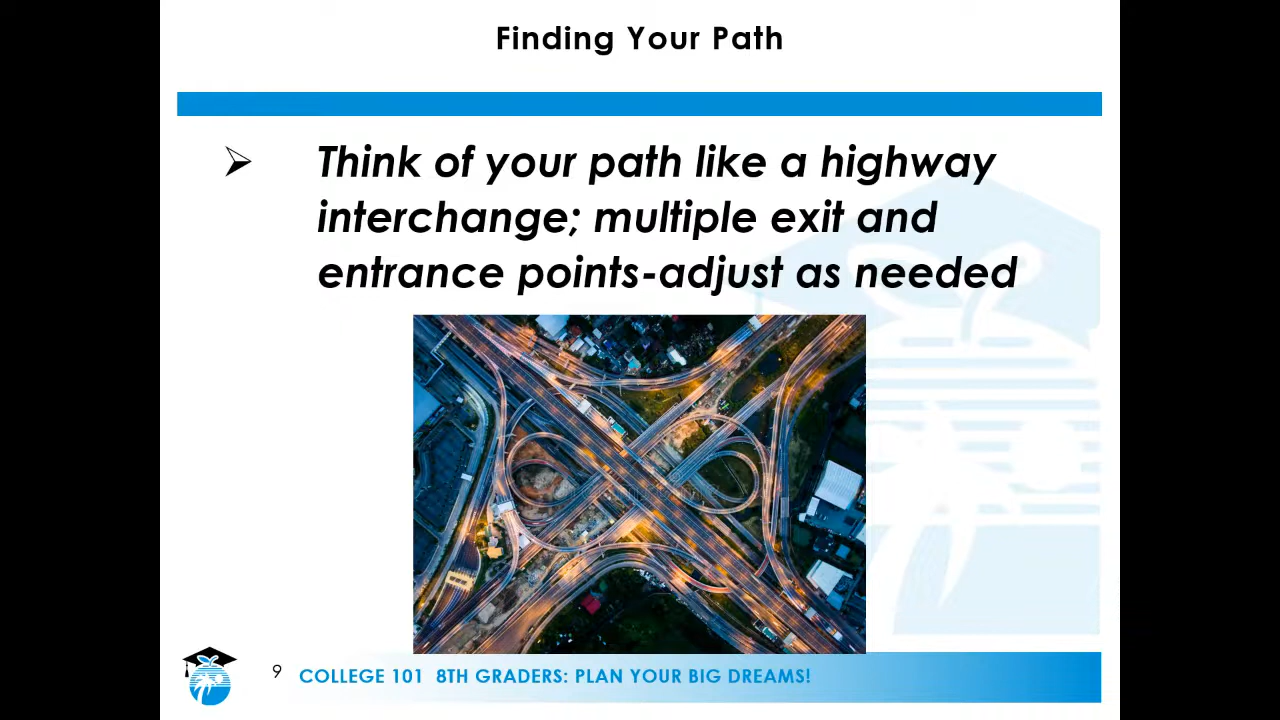 Finding Your Path
Think of your path like a highway
interchange; multiple exit and
entrance points-adjust as needed
9 COLLEGE 101 8TH GRADERS: PLAN YOUR BIG DREAMS!